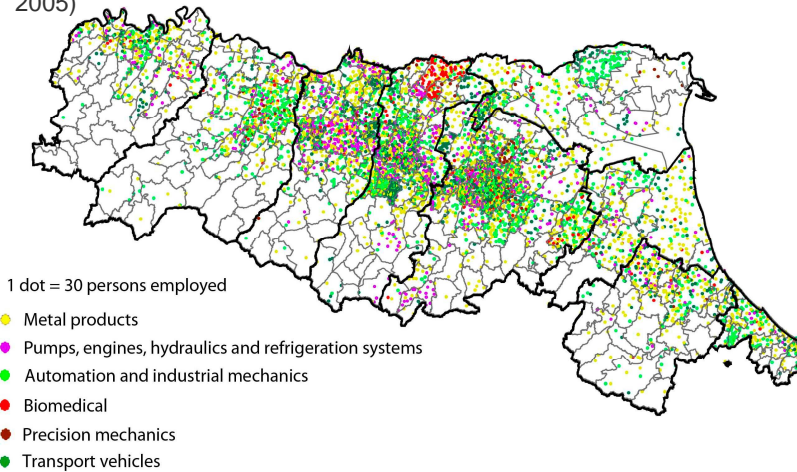 2005)
1 dot = 30 persons employed
Metal products
Pumps, engines, hydraulics and refrigeration systems
Automation and industrial mechanics
Biomedical
Precision mechanics
Transport vehicles